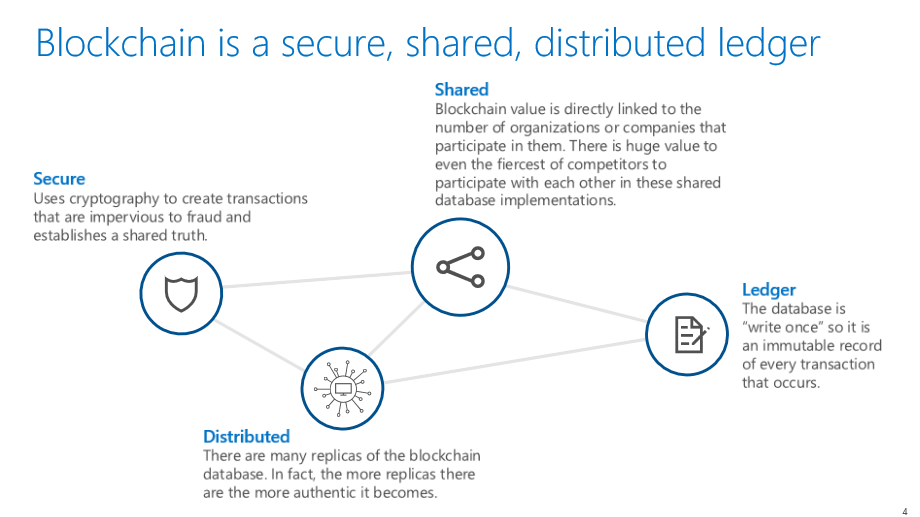 Blockchain is a secure, shared, distributed ledger
Shared
Blockchain value is directly linked to the
number of organizations or companies that
participate in them. There is huge value to
even the fiercest of competitors to
participate with each other in these shared
database implementations.
Secure
Uses cryptography to create transactions
that are impervious to fraud and
establishes a shared truth.
Ledger
The database is
“write once” so it is
an immutable record
of every transaction
that occurs.
Distributed
There are many replicas of the blockchain
database. In fact, the more replicas there
are the more authentic it becomes.
4